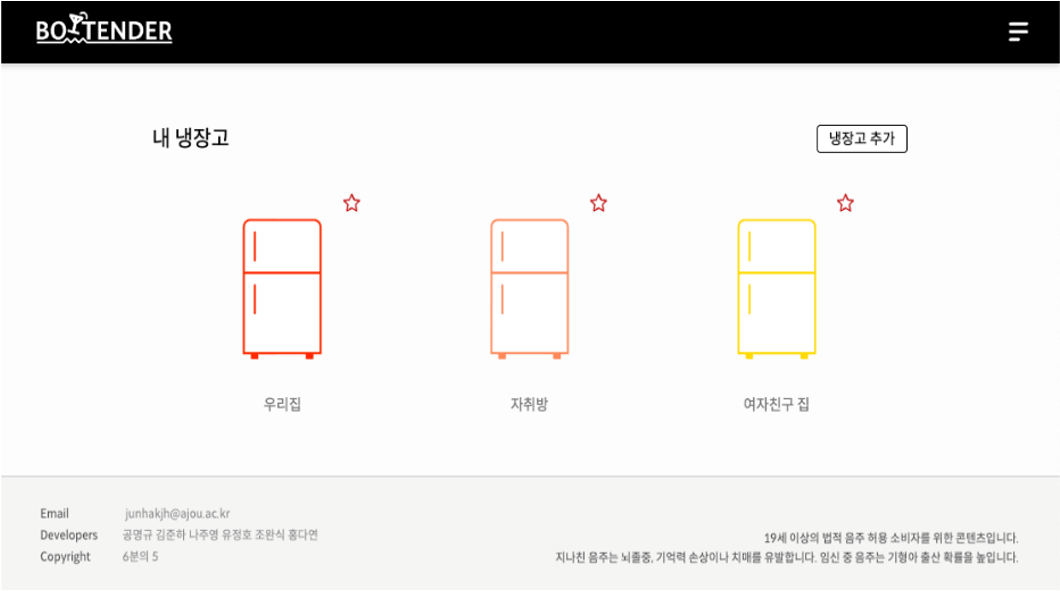 BOTENDER
내 냉장고
냉장고 추가
우리집
자취방
여자친구 집
Email junhakjh@ajou.ac.kr
Developers 공명규 김준하 나주영 유정호 조완식 홍다연
Copyright 6분의 5
19세 이상의 법적 음주 허용 소비자를 위한 콘텐츠입니다.
지나친 음주는 뇌졸중, 기억력 손상이나 치매를 유발합니다. 임신 중 음주는 기형아 출산 확률을 높입니다.